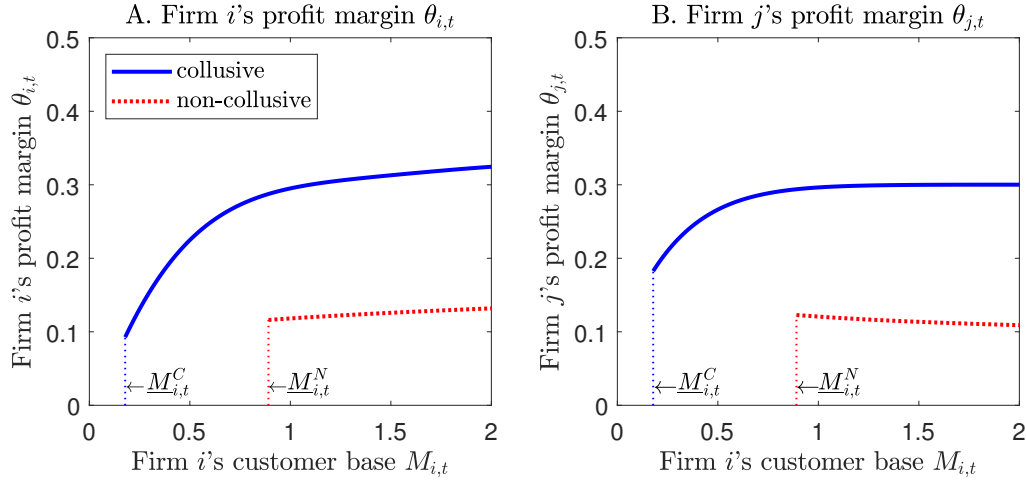 A. Firm i's profit margin θ_{i,t}
Firm i's profit margin θ_{i,t}
0.5
0.4
0.3
0.2
0.1
0
collusive
non-collusive
←M̲^C_{i,t}
←M̲^N_{i,t}
0 0.5 1 1.5 2
Firm i's customer base M_{i,t}
B. Firm j's profit margin θ_{j,t}
Firm j's profit margin θ_{j,t}
0.5
0.4
0.3
0.2
0.1
0
←M̲^C_{i,t}
←M̲^N_{i,t}
0 0.5 1 1.5 2
Firm i's customer base M_{i,t}